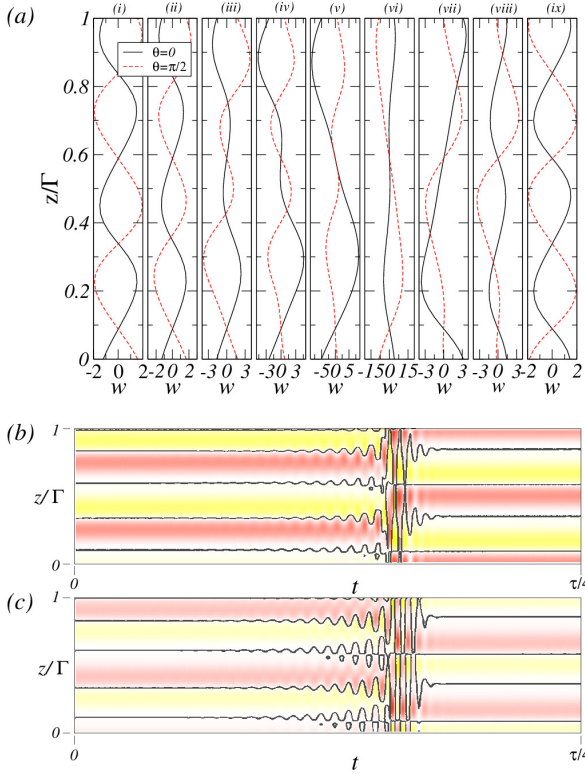 (a) (i) (ii) (iii) (iv) (v) (vi) (vii) (viii) (ix)
θ=0
θ=π/2
z/Γ
1
0.8
0.6
0.4
0.2
0
-2 0 2 -2 0 2 -3 0 3 -3 0 3 -5 0 5 -15 0 15 -3 0 3 -3 0 3 -2 0 2
w w w w w w w w w
(b) 1
z/Γ
0
0 t τ/4
(c) 1
z/Γ
0
0 t τ/4